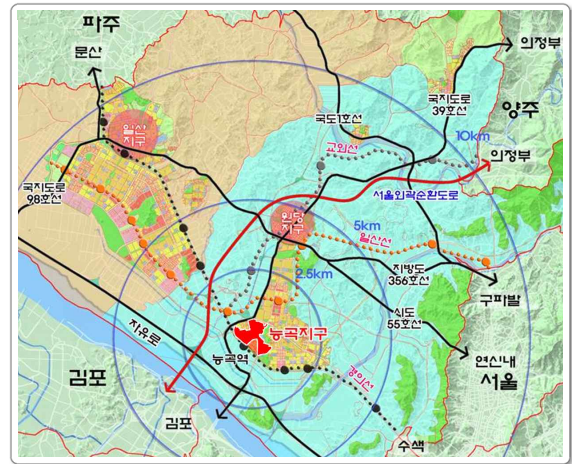 파주
문산
의정부
국지도로
39호선
양주
국도1호선
일산
지구
10km
교외선
의정부
국지도로
98호선
서울외곽순환도로
원당
지구
5km
일산선
2.5km
지방도
356호선
구파발
시도
55호선
자유로
능곡지구
능곡역
연신내
서울
김포
경의선
김포
수색